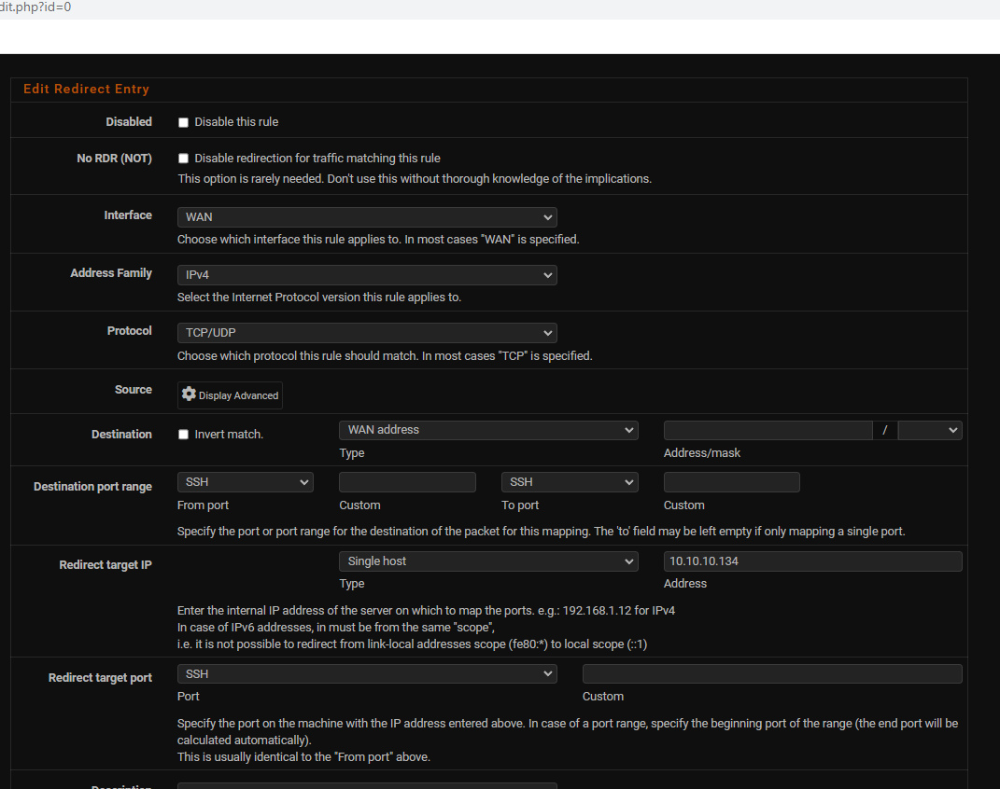 dit.php?id=0
Edit Redirect Entry
Disabled Disable this rule
No RDR (NOT) Disable redirection for traffic matching this rule
This option is rarely needed. Don't use this without thorough knowledge of the implications.
Interface WAN
Choose which interface this rule applies to. In most cases "WAN" is specified.
Address Family IPv4
Select the Internet Protocol version this rule applies to.
Protocol TCP/UDP
Choose which protocol this rule should match. In most cases "TCP" is specified.
Source Display Advanced
Destination Invert match. WAN address /
Type Address/mask
Destination port range SSH SSH
From port Custom To port Custom
Specify the port or port range for the destination of the packet for this mapping. The 'to' field may be left empty if only mapping a single port.
Redirect target IP Single host 10.10.10.134
Type Address
Enter the internal IP address of the server on which to map the ports. e.g.: 192.168.1.12 for IPv4
In case of IPv6 addresses, in must be from the same "scope",
i.e. it is not possible to redirect from link-local addresses scope (fe80:*) to local scope (::1)
Redirect target port SSH
Port Custom
Specify the port on the machine with the IP address entered above. In case of a port range, specify the beginning port of the range (the end port will be
calculated automatically).
This is usually identical to the "From port" above.
Description